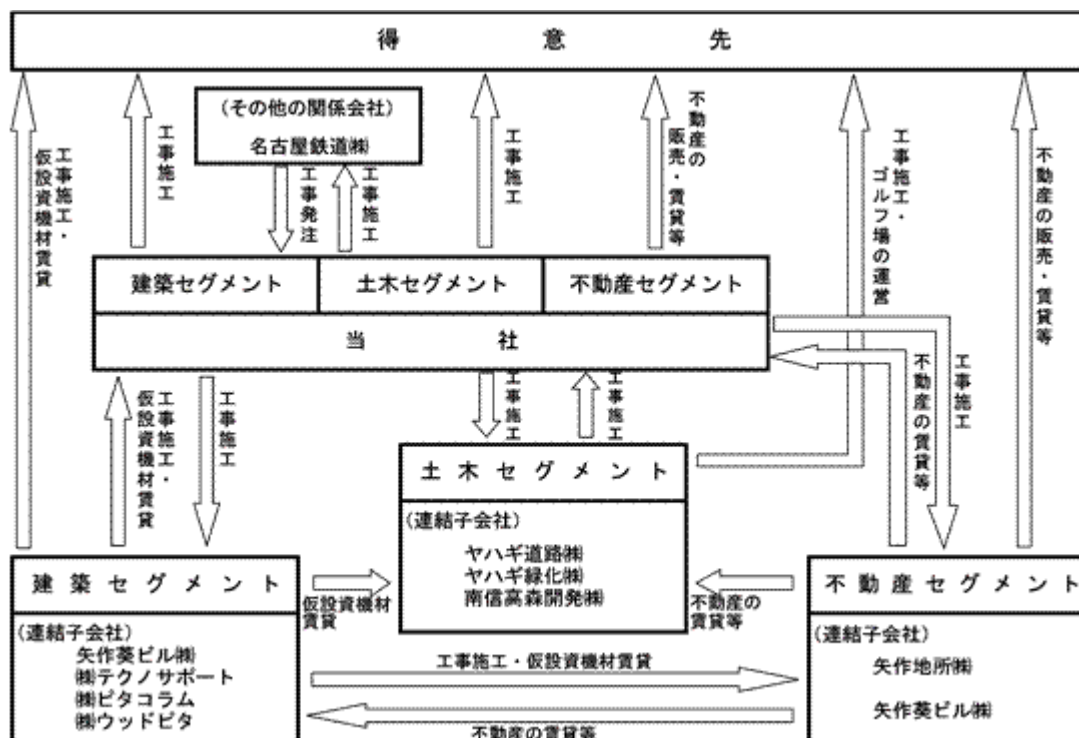 得意先
(その他の関係会社)
名古屋鉄道㈱
工事施工・
仮設資機材賃貸
工事施工
工事発注
工事施工
工事施工
不動産の
販売・賃貸等
工事施工・
ゴルフ場の運営
不動産の販売・賃貸等
建築セグメント
土木セグメント
不動産セグメント
当社
工事施工・
仮設資機材賃貸
工事施工
工事施工
工事施工
不動産の賃貸等
工事施工
土木セグメント
(連結子会社)
ヤハギ道路㈱
ヤハギ緑化㈱
南信高森開発㈱
建築セグメント
(連結子会社)
矢作葵ビル㈱
㈱テクノサポート
㈱ピタコラム
㈱ウッドピタ
仮設資機材
賃貸
不動産の
賃貸等
不動産セグメント
(連結子会社)
矢作地所㈱
矢作葵ビル㈱
工事施工・仮設資機材賃貸
不動産の賃貸等